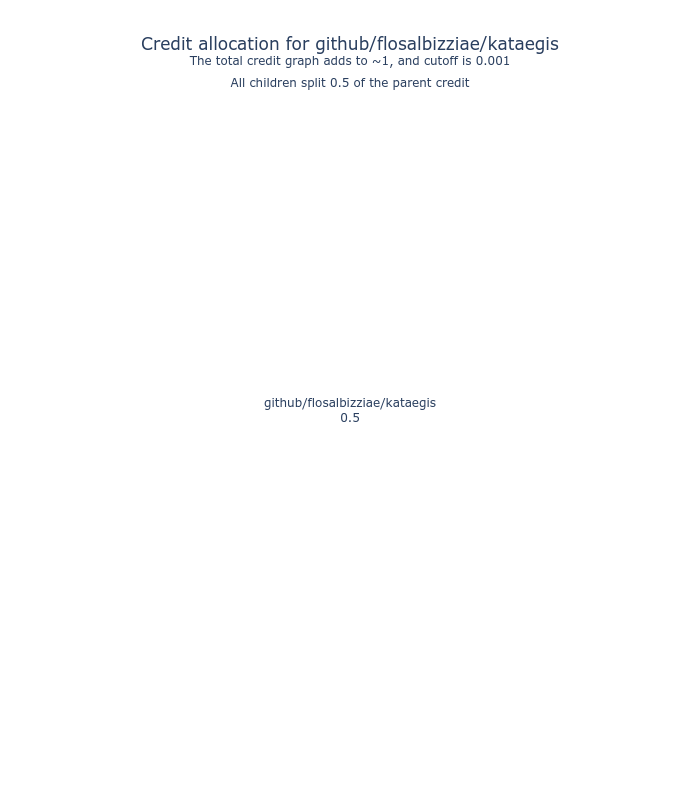 Credit allocation for github/flosalbizziae/kataegis
The total credit graph adds to ~1, and cutoff is 0.001
All children split 0.5 of the parent credit
github/flosalbizziae/kataegis
0.5